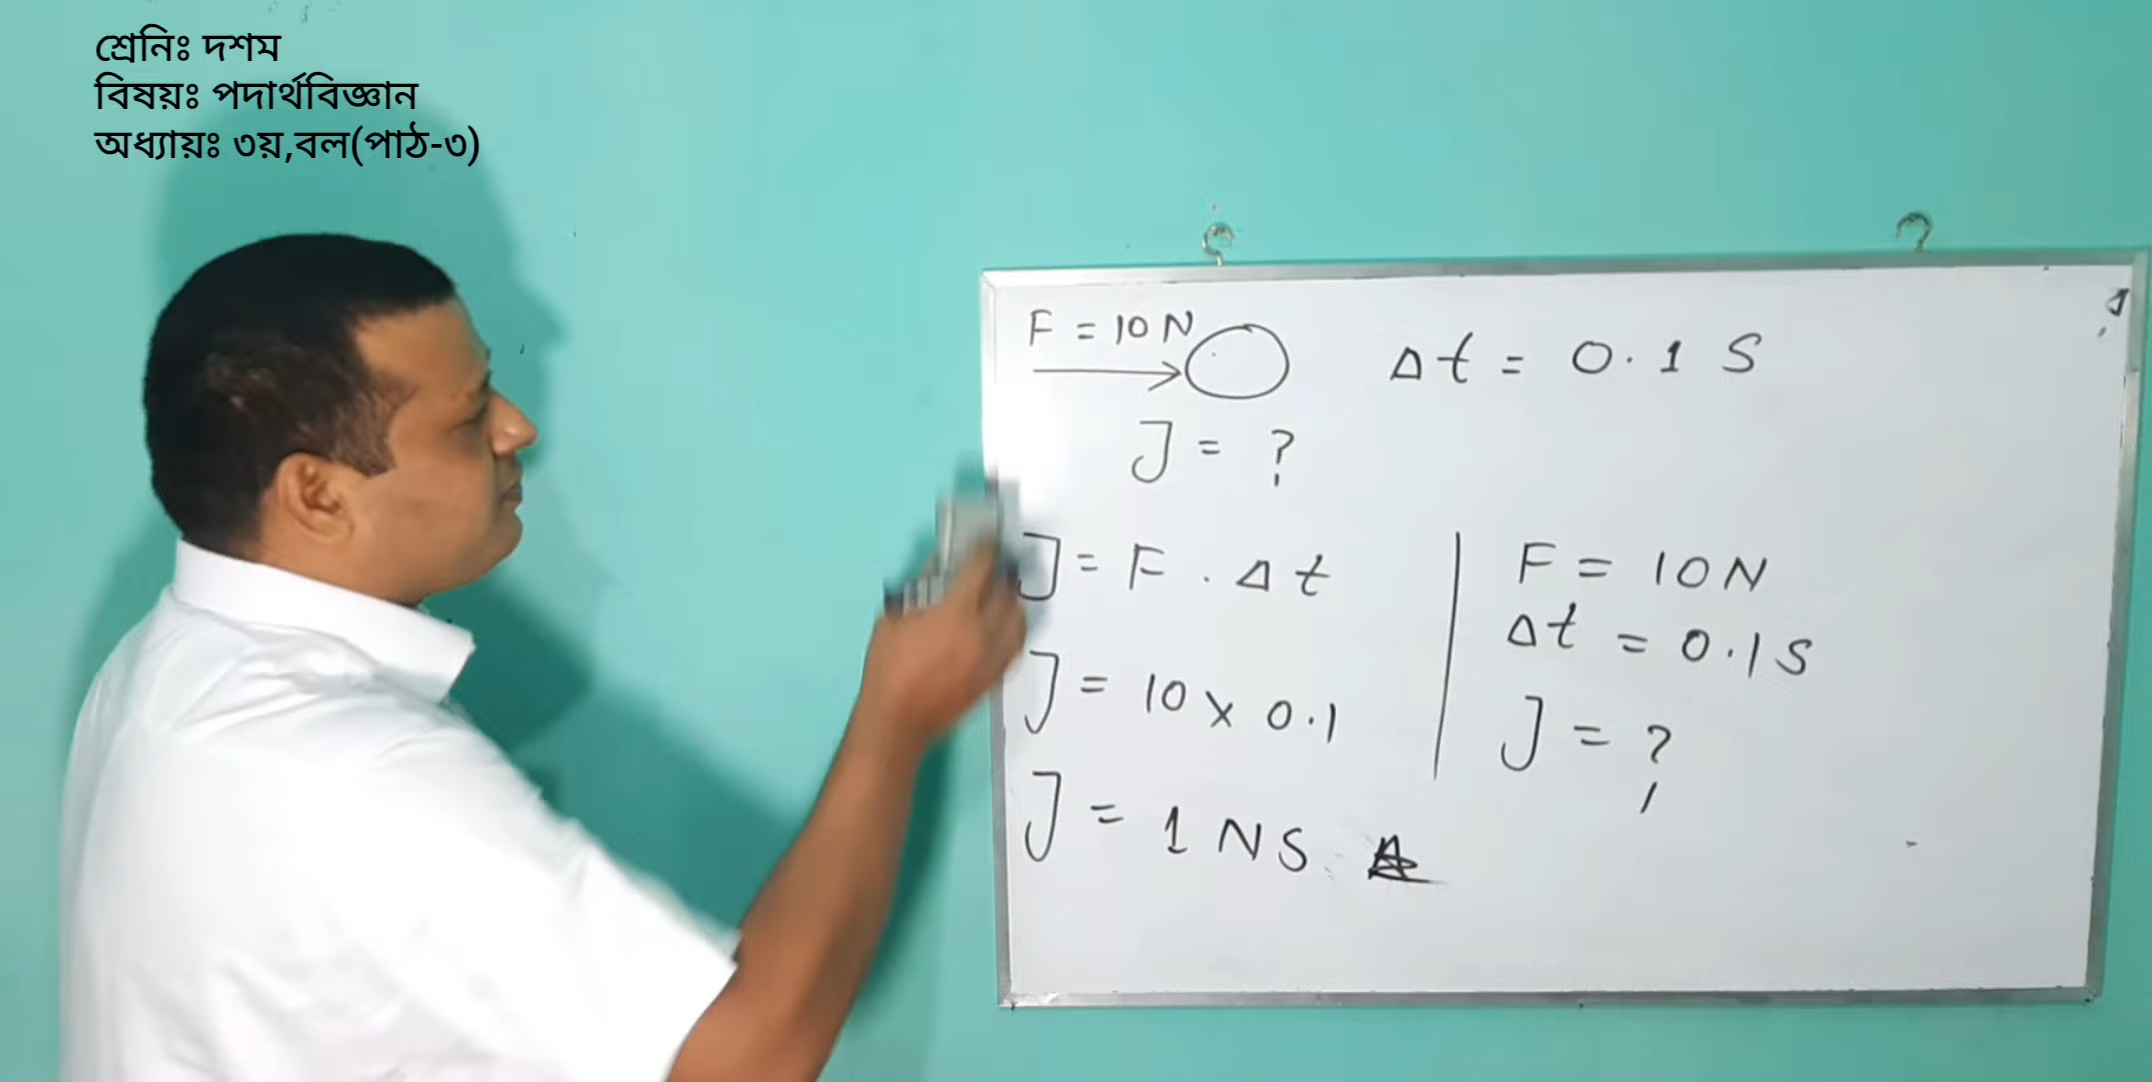 শ্রেনিঃ দশম
বিষয়ঃ পদার্থবিজ্ঞান
অধ্যায়ঃ ৩য়,বল(পাঠ-৩)
F = 10 N
Δt = 0.1 S
J = ?
J = F . Δt
J = 10 x 0.1
J = 1 NS
F = 10N
Δt = 0.1S
J = ?